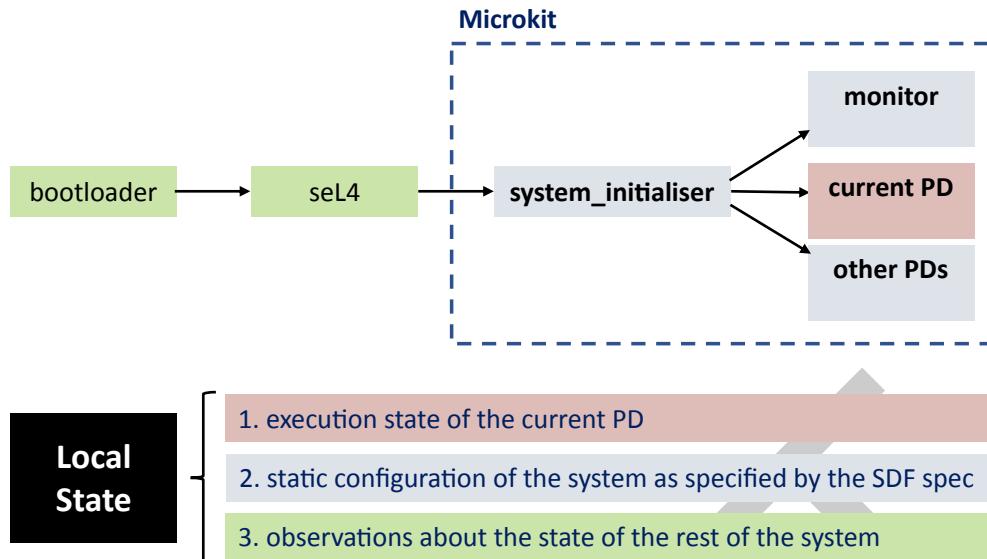 Microkit
monitor
bootloader
seL4
system_initialiser
current PD
other PDs
Local
State
1. execution state of the current PD
2. static configuration of the system as specified by the SDF spec
3. observations about the state of the rest of the system